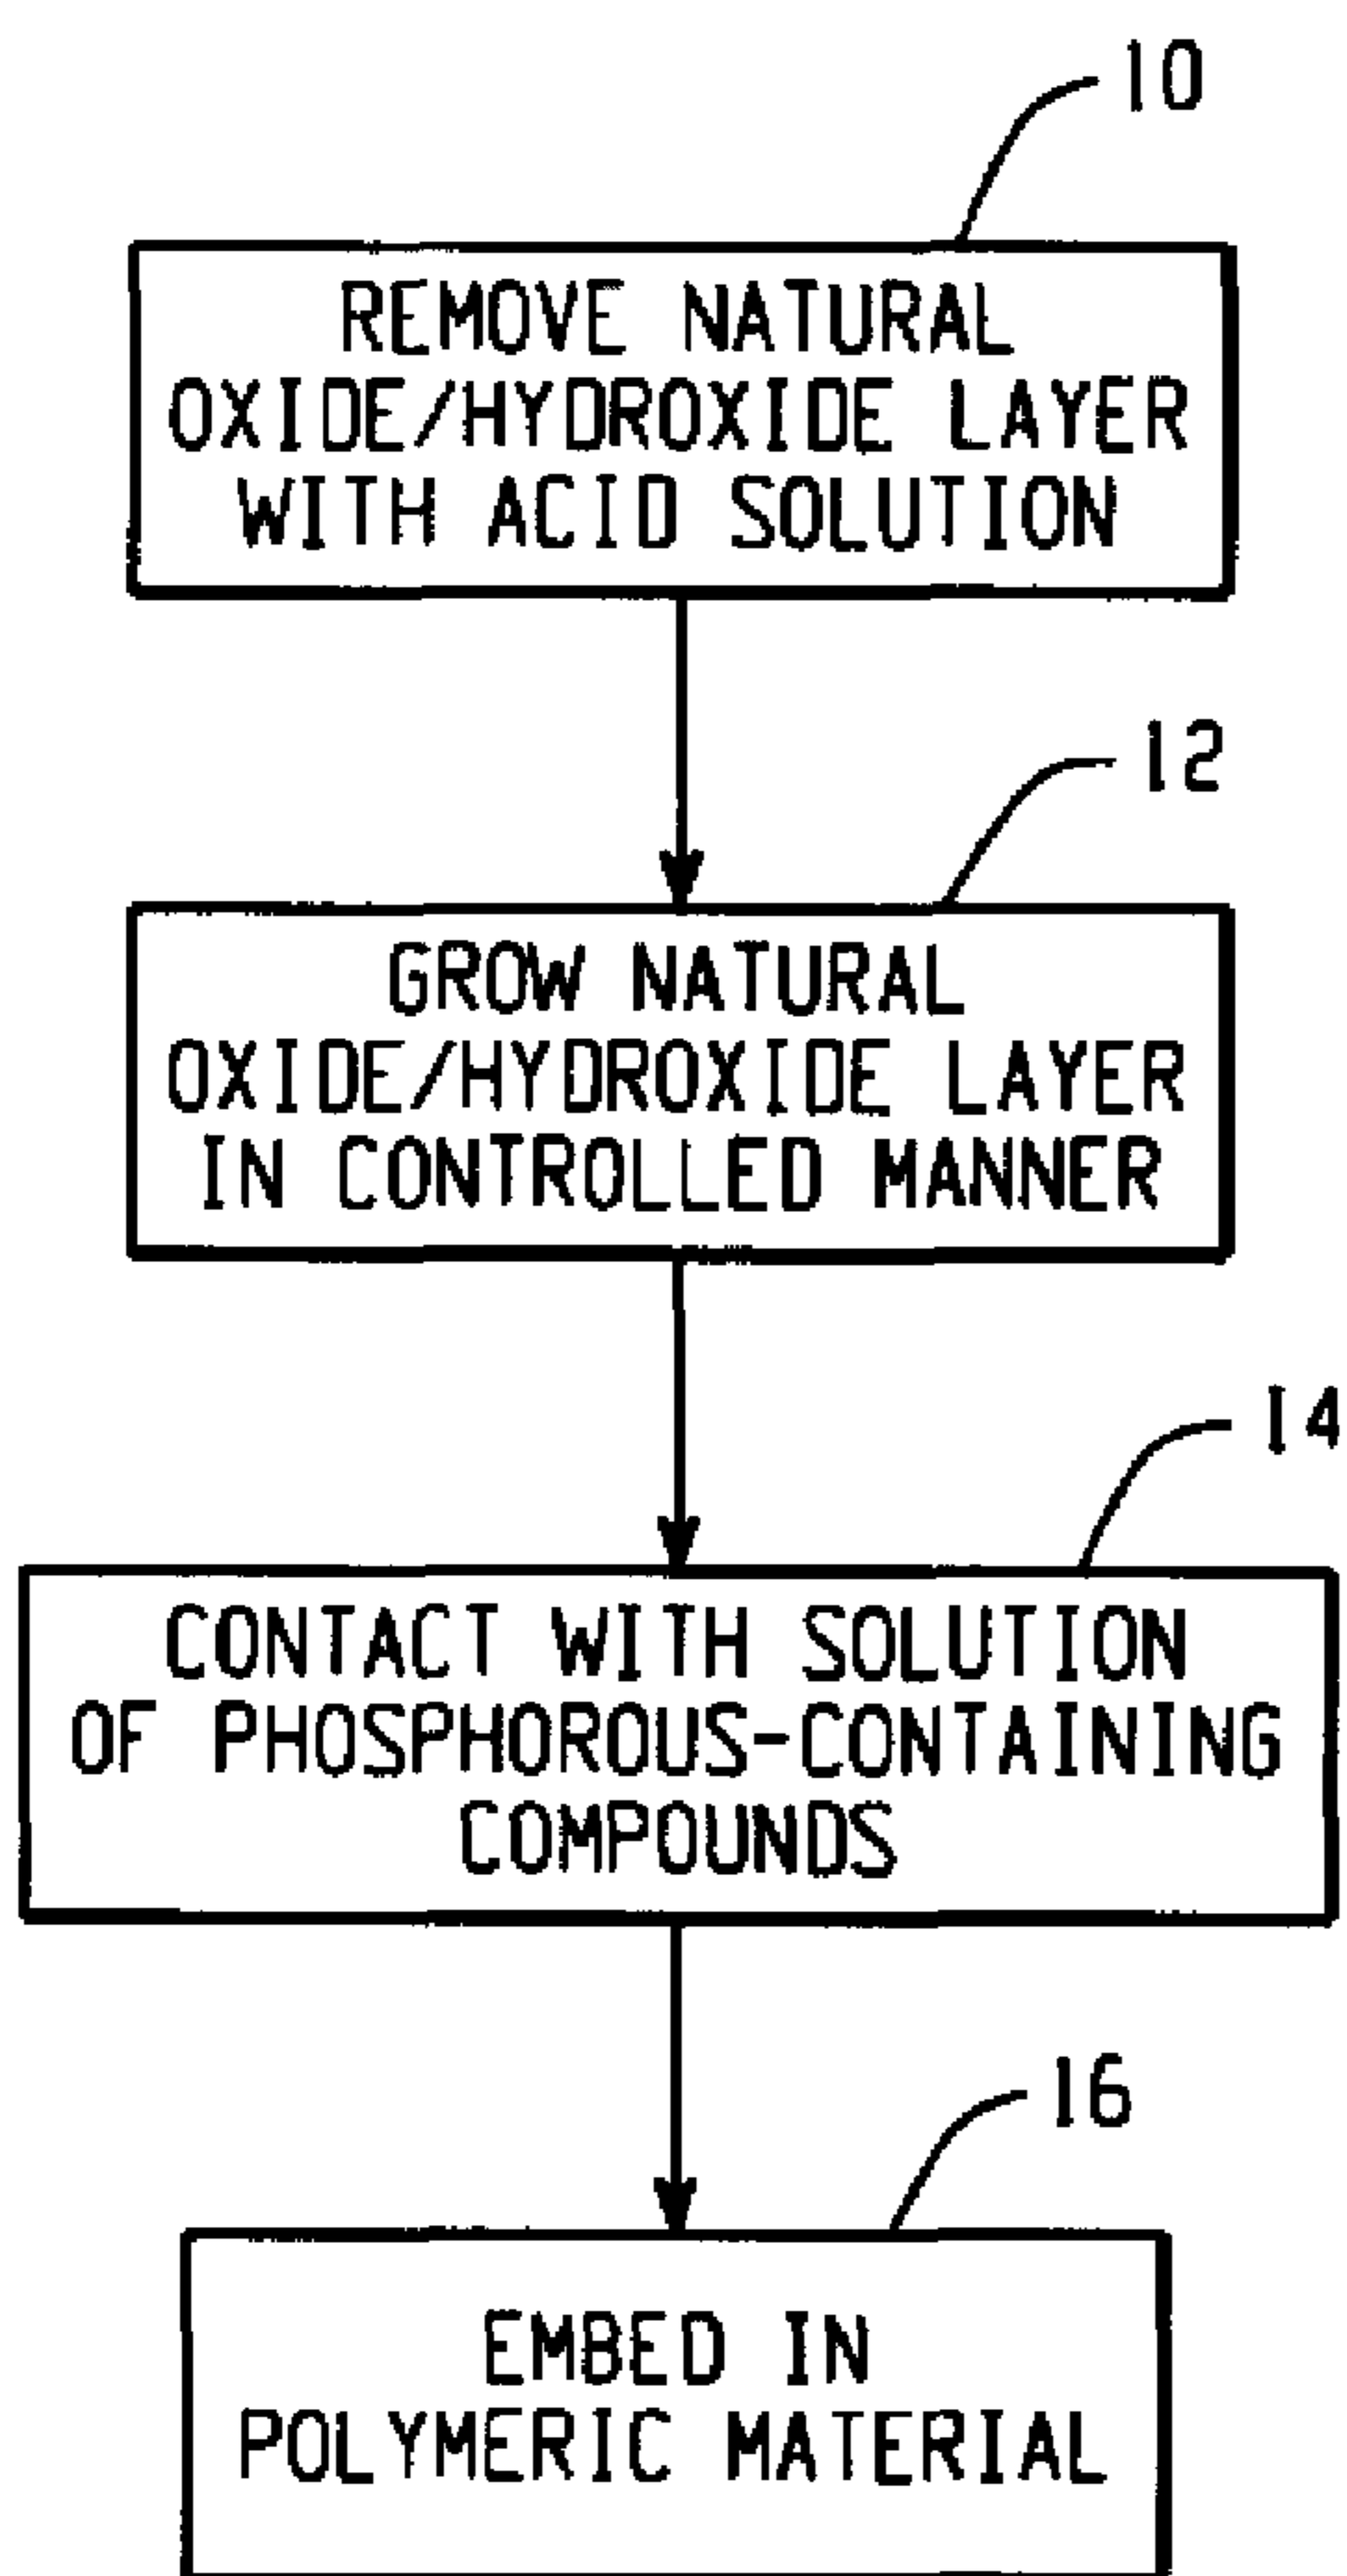 10
REMOVE NATURAL
OXIDE/HYDROXIDE LAYER
WITH ACID SOLUTION
12
GROW NATURAL
OXIDE/HYDROXIDE LAYER
IN CONTROLLED MANNER
14
CONTACT WITH SOLUTION
OF PHOSPHOROUS-CONTAINING
COMPOUNDS
16
EMBED IN
POLYMERIC MATERIAL